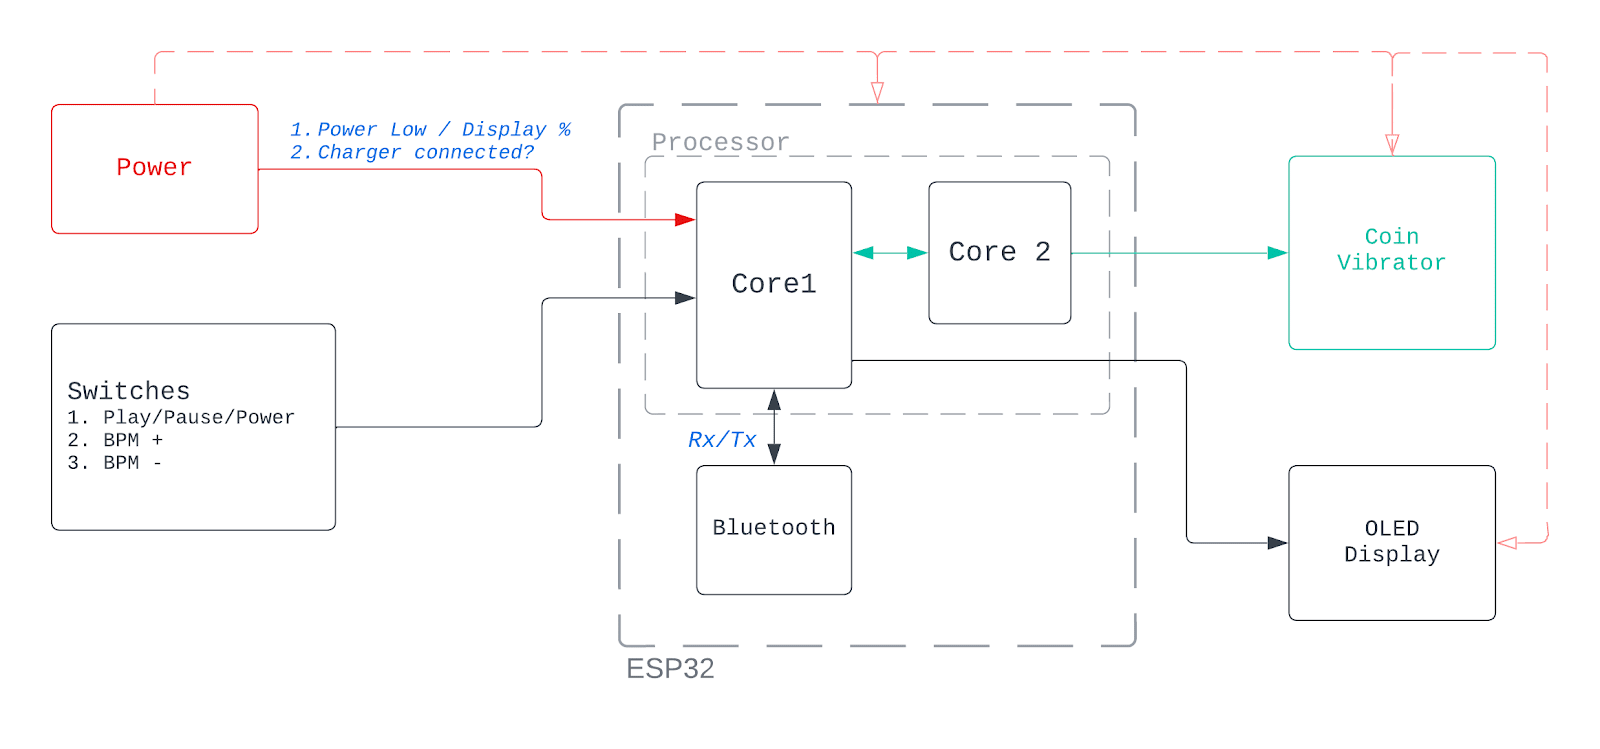 Power
1. Power Low / Display %
2. Charger connected?
Processor
Core1
Core 2
Coin
Vibrator
Switches
1. Play/Pause/Power
2. BPM +
3. BPM -
Rx/Tx
Bluetooth
OLED
Display
ESP32